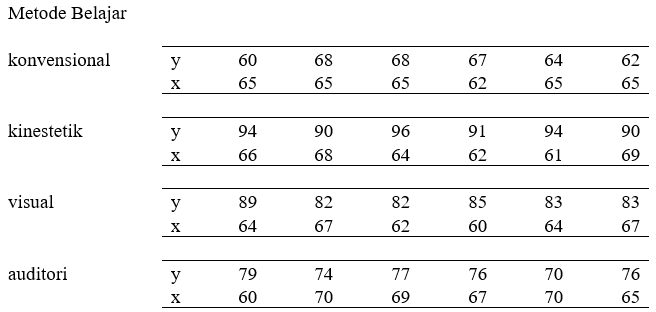 Metode Belajar
konvensional y 60 68 68 67 64 62
x 65 65 65 62 65 65
kinestetik y 94 90 96 91 94 90
x 66 68 64 62 61 69
visual y 89 82 82 85 83 83
x 64 67 62 60 64 67
auditori y 79 74 77 76 70 76
x 60 70 69 67 70 65